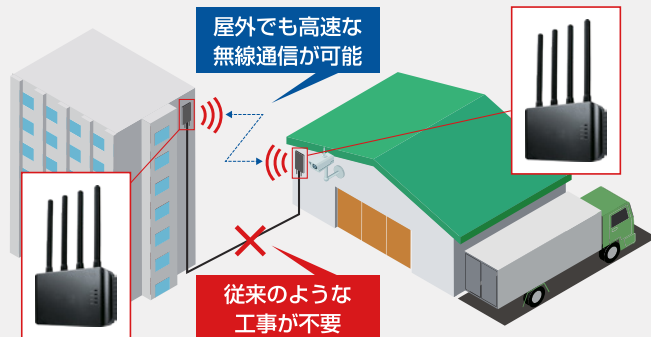 屋外でも高速な
無線通信が可能
従来のような
工事が不要